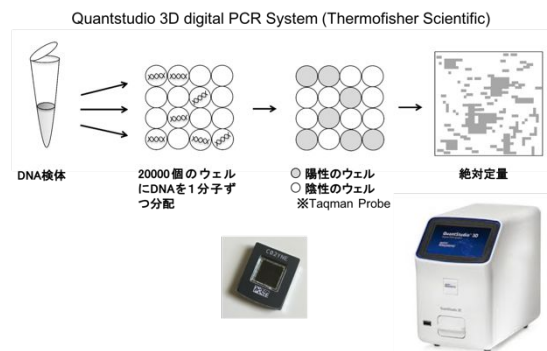 Quantstudio 3D digital PCR System (Thermofisher Scientific)
DNA検体
20000個のウェル
にDNAを1分子ず
つ分配
陽性のウェル
陰性のウェル
※Taqman Probe
絶対定量
QuantStudio 3D